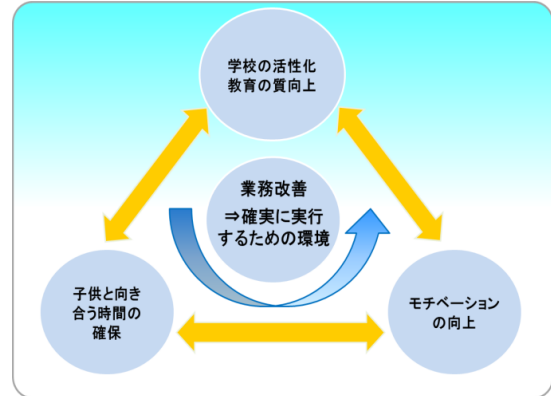 学校の活性化
教育の質向上
業務改善
⇒確実に実行
するための環境
子供と向き
合う時間の
確保
モチベーション
の向上